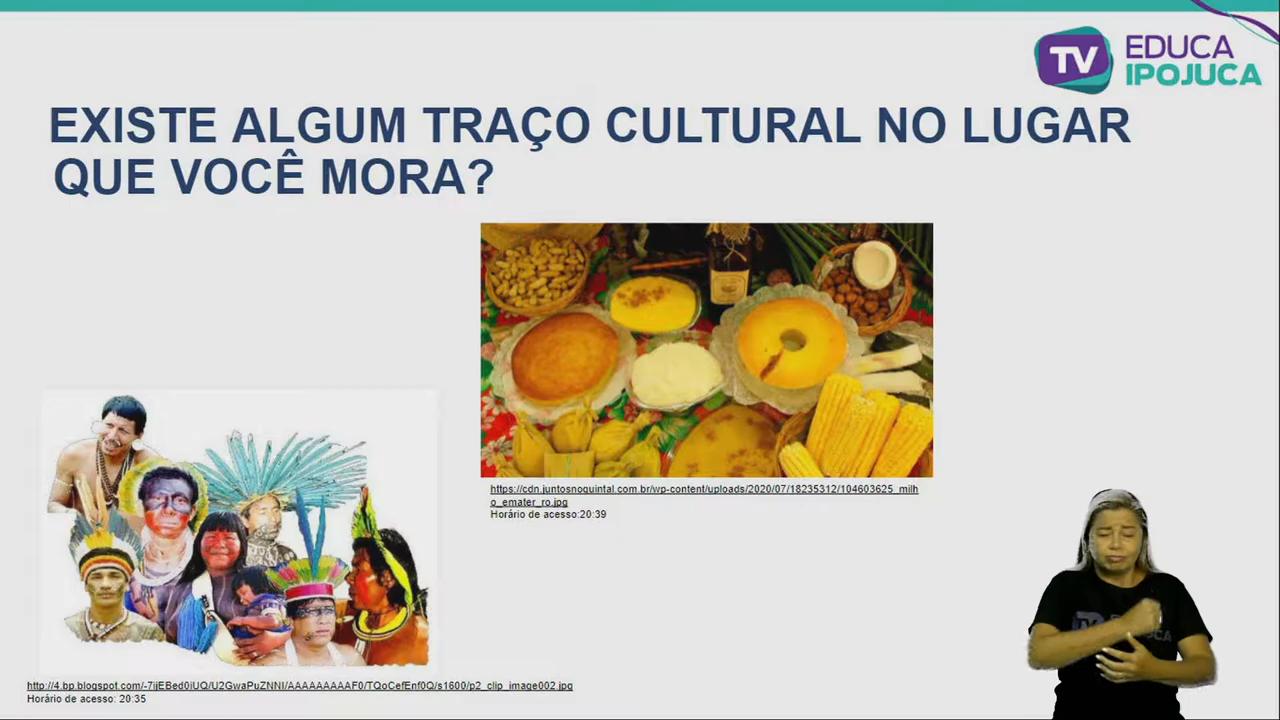 TV EDUCA
IPOJUCA
EXISTE ALGUM TRAÇO CULTURAL NO LUGAR
QUE VOCÊ MORA?
https://cdn.juntosnoquintal.com.br/wp-content/uploads/2020/07/18235312/104603625_milh
o_emater_ro.jpg
Horário de acesso:20:39
http://4.bp.blogspot.com/-7ijEBed0iUQ/U2GwaPuZNNI/AAAAAAAAAF0/TQoCefEnf0Q/s1600/p2_clip_image002.jpg
Horário de acesso: 20:35
TV